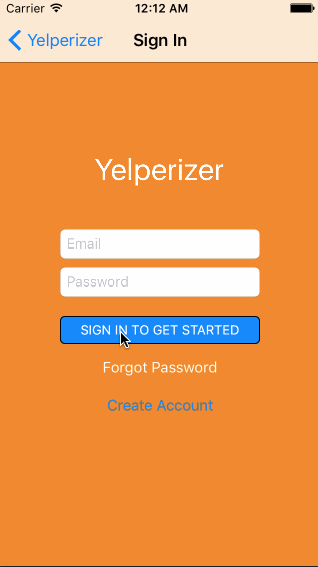 Carrier 12:12 AM
Yelperizer Sign In
Yelperizer
Email
Password
SIGN IN TO GET STARTED
Forgot Password
Create Account